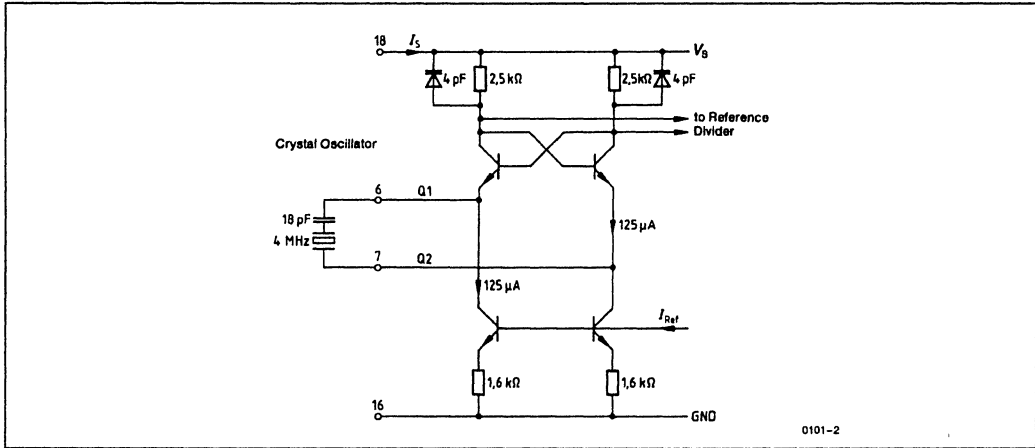 18
I_S
V_S
4 pF
2,5 kΩ
2,5kΩ
4 pF
to Reference
Divider
Crystal Oscillator
6
Q1
18 pF
4 MHz
125 µA
7
Q2
125 µA
I_Ref
1,6 kΩ
1,6 kΩ
16
GND
0101–2